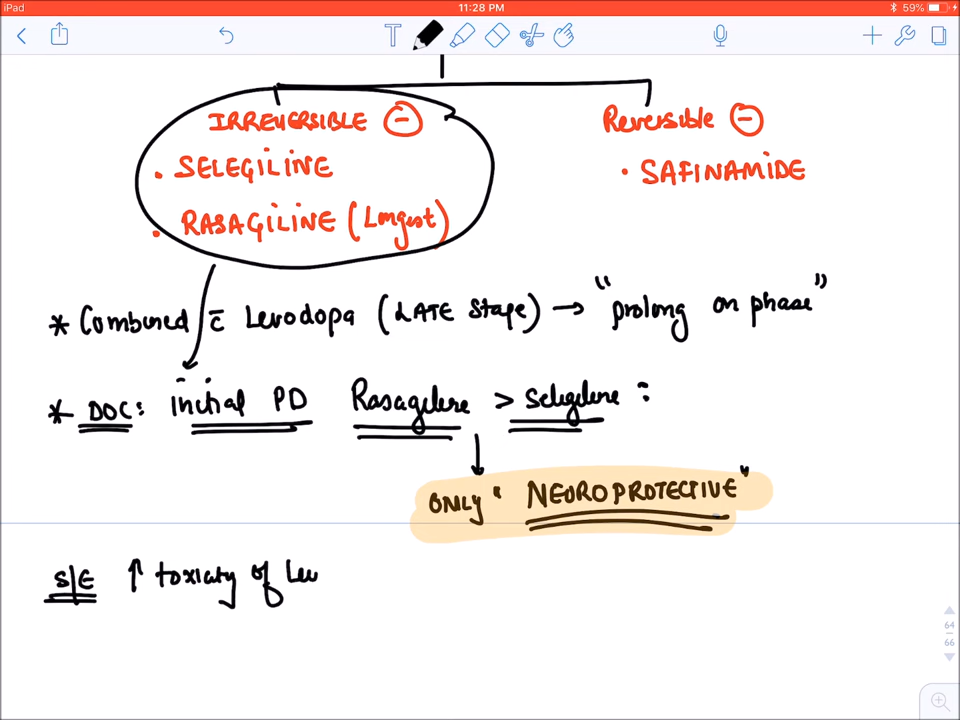 iPad 11:28 PM 59%
T
IRREVERSIBLE - Reversible -
• SELEGILINE • SAFINAMIDE
• RASAGILINE (Longest)
* Combined c̄ Levodopa (LATE Stage) → "prolong on phase"
* DOC: initial PD Rasagilene > Selegilene :
ONLY "NEUROPROTECTIVE"
S/E ↑ toxiaty of Lev
64
66